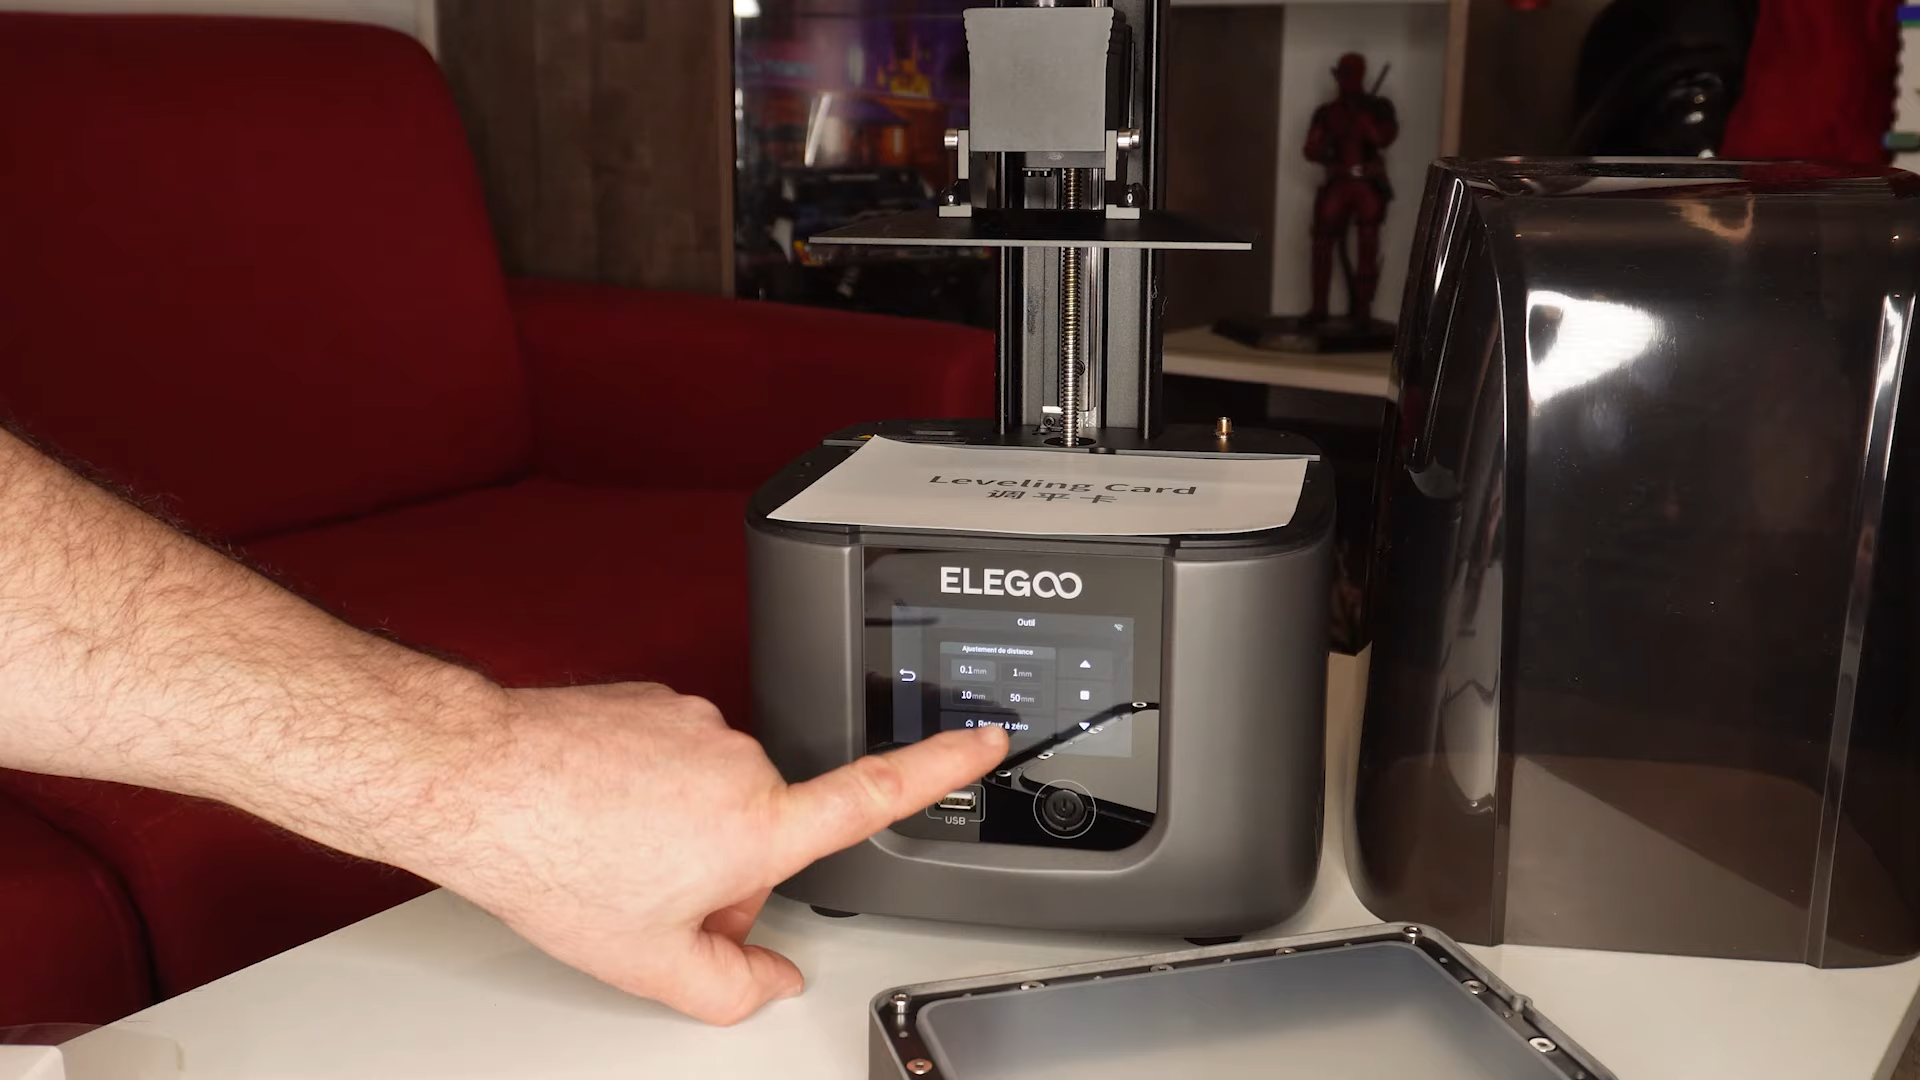 Leveling Card
调平卡
ELEGOO
Outil
Ajustement de distance
0.1mm
1mm
10mm
50mm
Retour à zéro
USB